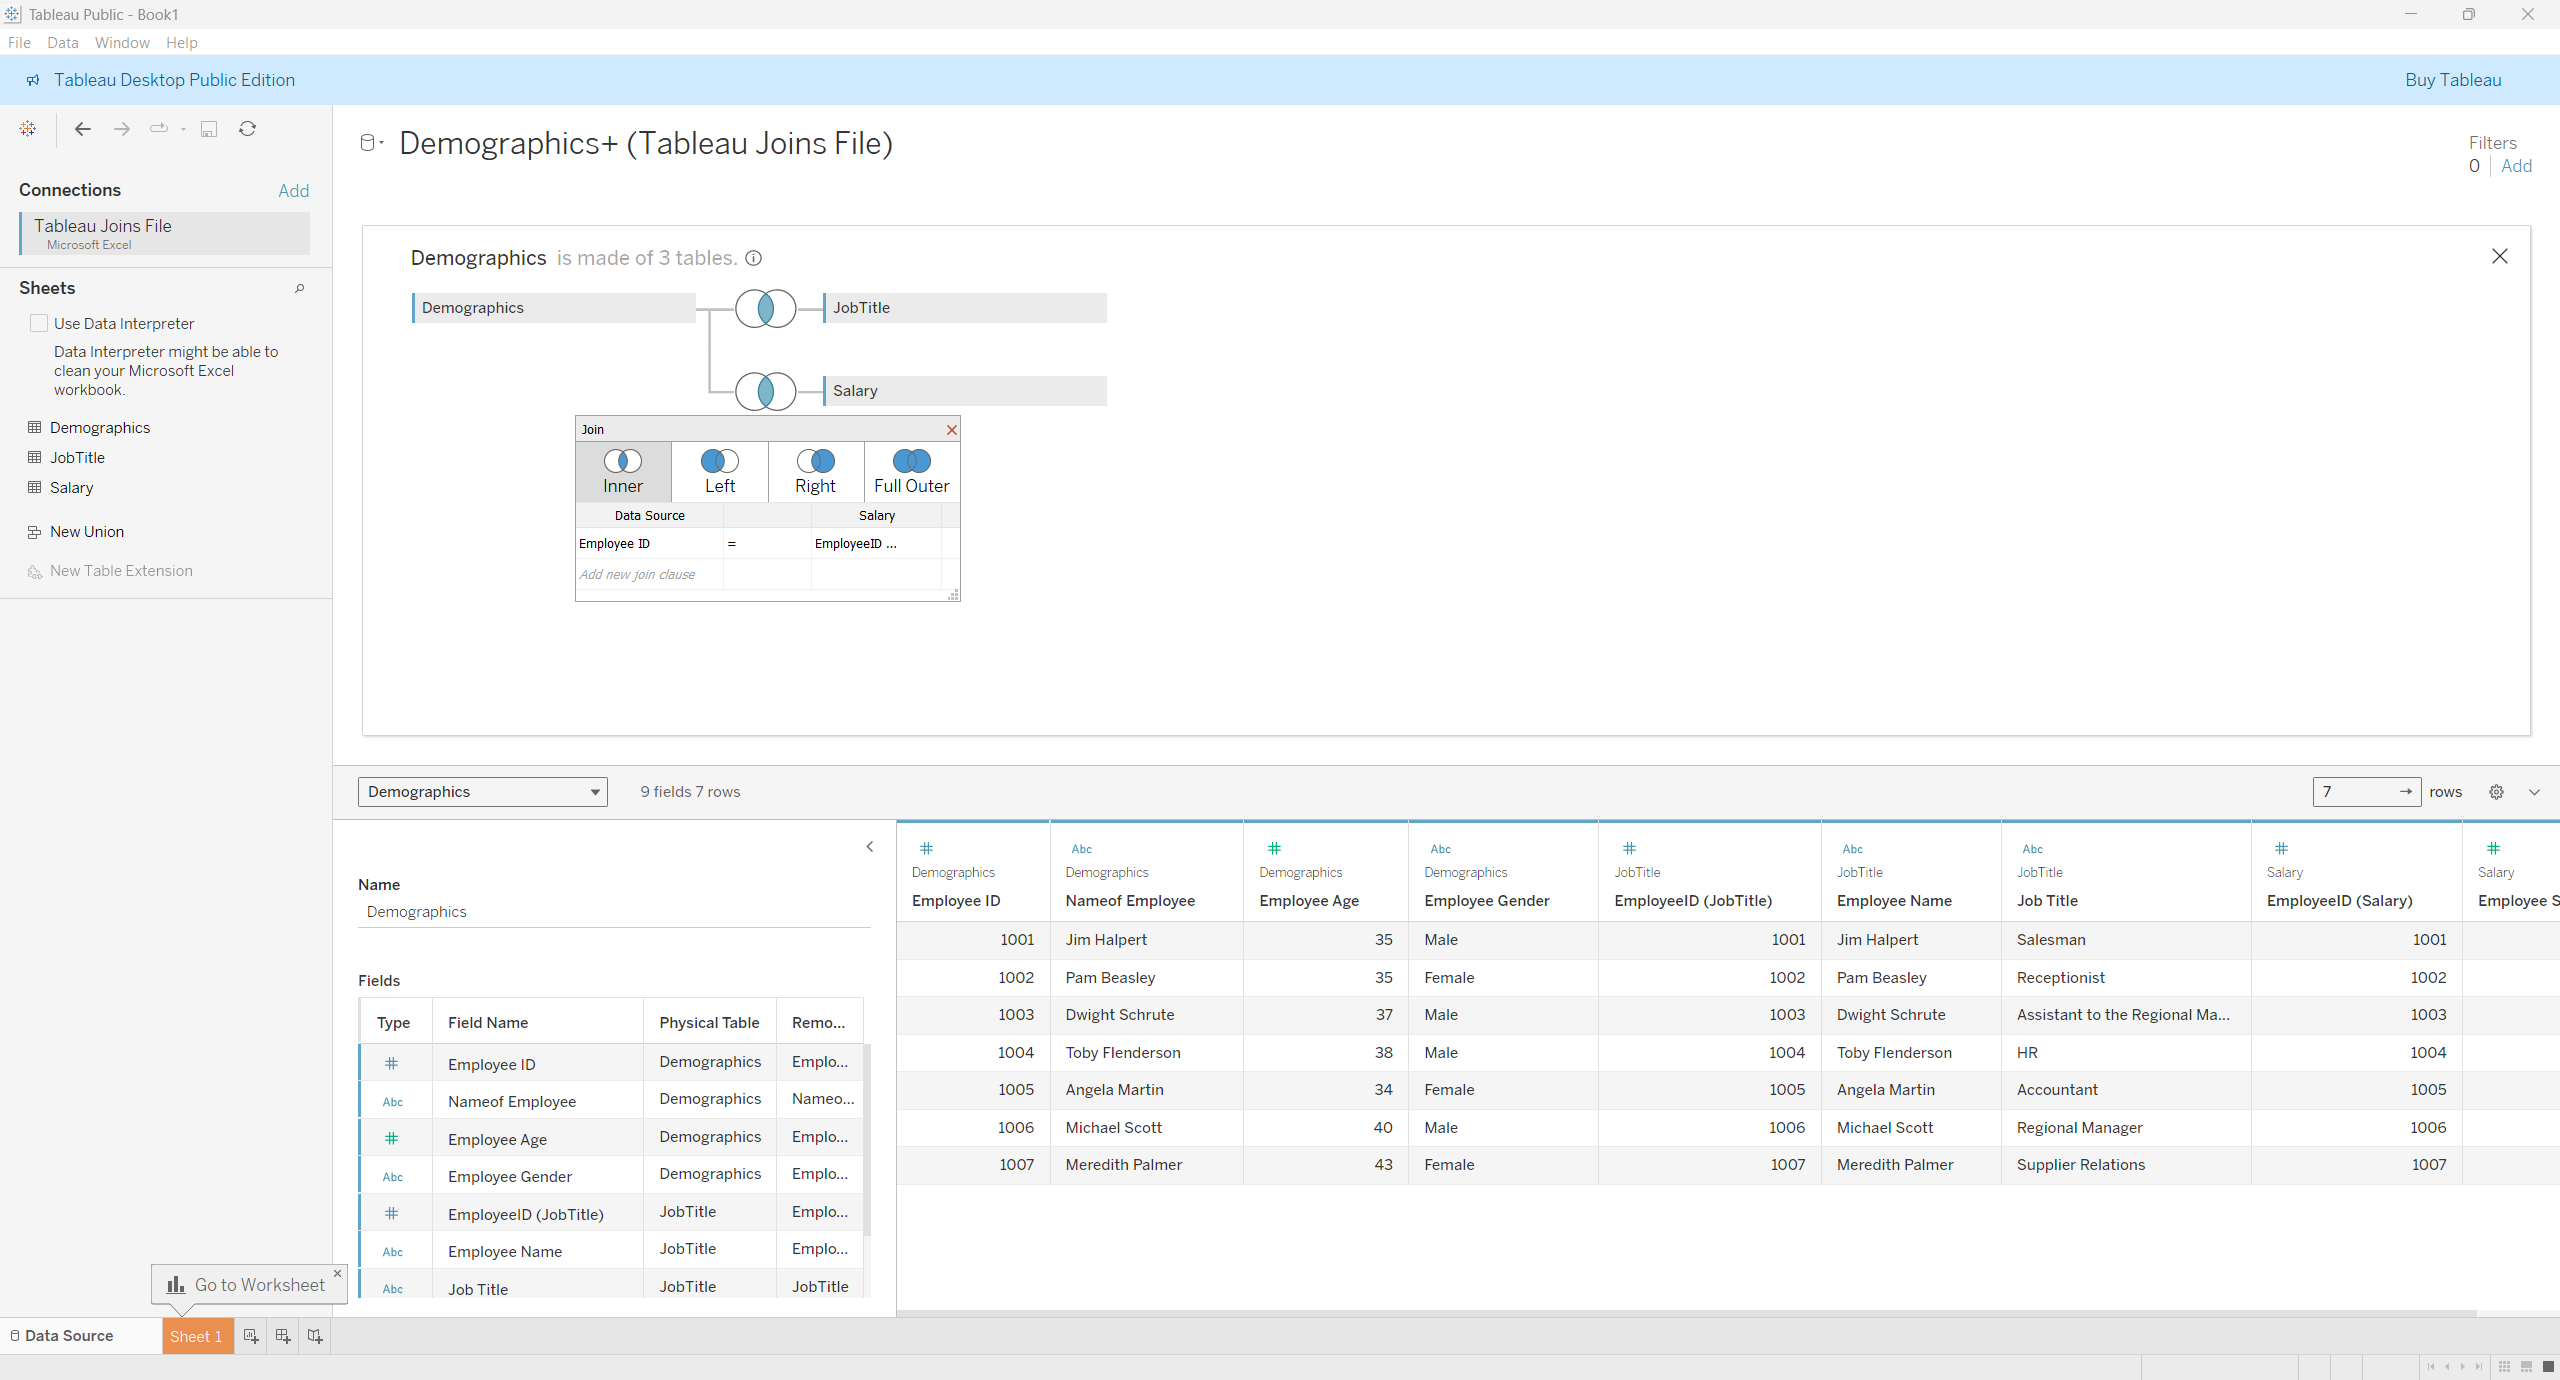 Tableau Public - Book1
File Data Window Help
Tableau Desktop Public Edition
Buy Tableau
Connections
Add
Tableau Joins File
Microsoft Excel
Sheets
Use Data Interpreter
Data Interpreter might be able to
clean your Microsoft Excel
workbook.
Demographics
JobTitle
Salary
New Union
New Table Extension
Demographics+ (Tableau Joins File)
Filters
0 Add
Demographics is made of 3 tables.
Demographics
JobTitle
Salary
Join
Inner Left Right Full Outer
Data Source Salary
Employee ID = EmployeeID ...
Add new join clause
Demographics
9 fields 7 rows
7 → rows
Name
Demographics
Fields
Type Field Name Physical Table Remo...
# Employee ID Demographics Emplo...
Abc Nameof Employee Demographics Nameo...
# Employee Age Demographics Emplo...
Abc Employee Gender Demographics Emplo...
# EmployeeID (JobTitle) JobTitle Emplo...
Abc Employee Name JobTitle Emplo...
Abc Job Title JobTitle JobTitle
# Abc # Abc # Abc Abc # #
Demographics Demographics Demographics Demographics JobTitle JobTitle JobTitle Salary Salary
Employee ID Nameof Employee Employee Age Employee Gender EmployeeID (JobTitle) Employee Name Job Title EmployeeID (Salary) Employee S
1001 Jim Halpert 35 Male 1001 Jim Halpert Salesman 1001
1002 Pam Beasley 35 Female 1002 Pam Beasley Receptionist 1002
1003 Dwight Schrute 37 Male 1003 Dwight Schrute Assistant to the Regional Ma... 1003
1004 Toby Flenderson 38 Male 1004 Toby Flenderson HR 1004
1005 Angela Martin 34 Female 1005 Angela Martin Accountant 1005
1006 Michael Scott 40 Male 1006 Michael Scott Regional Manager 1006
1007 Meredith Palmer 43 Female 1007 Meredith Palmer Supplier Relations 1007
Go to Worksheet
Data Source
Sheet 1